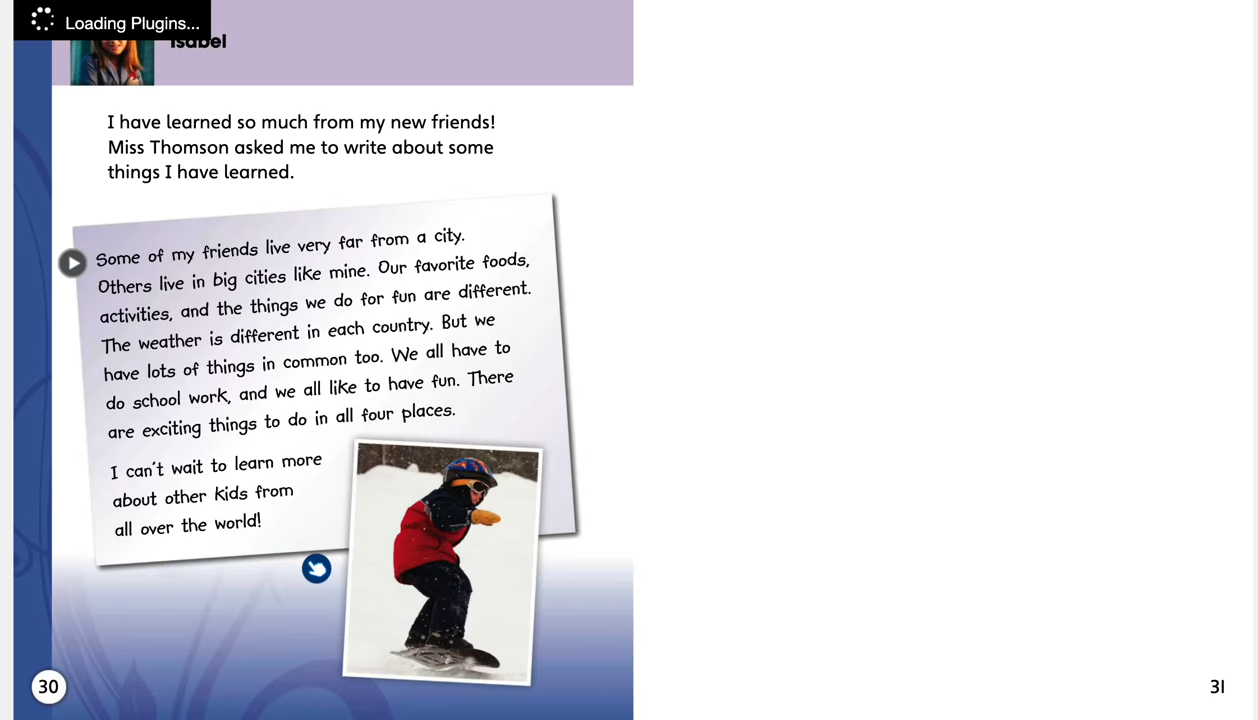 Loading Plugins...
Isabel
I have learned so much from my new friends!
Miss Thomson asked me to write about some
things I have learned.
Some of my friends live very far from a city.
Others live in big cities like mine. Our favorite foods,
activities, and the things we do for fun are different.
The weather is different in each country. But we
have lots of things in common too. We all have to
do school work, and we all like to have fun. There
are exciting things to do in all four places.
I can't wait to learn more
about other kids from
all over the world!
30
31